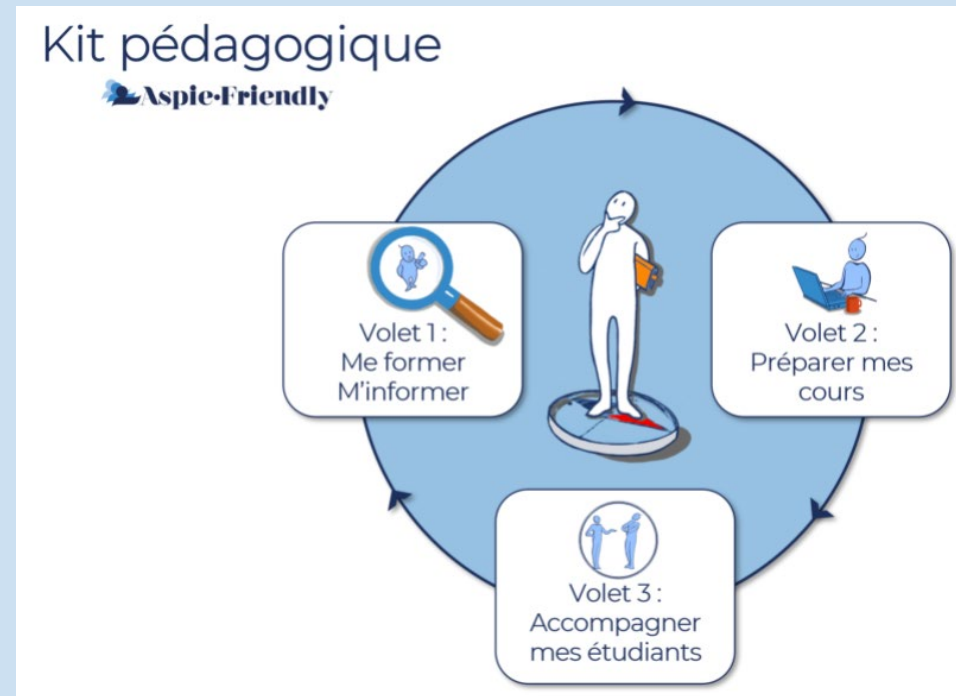 Kit pédagogique
Aspie•Friendly
Volet 1 :
Me former
M'informer
Volet 2 :
Préparer mes
cours
Volet 3 :
Accompagner
mes étudiants